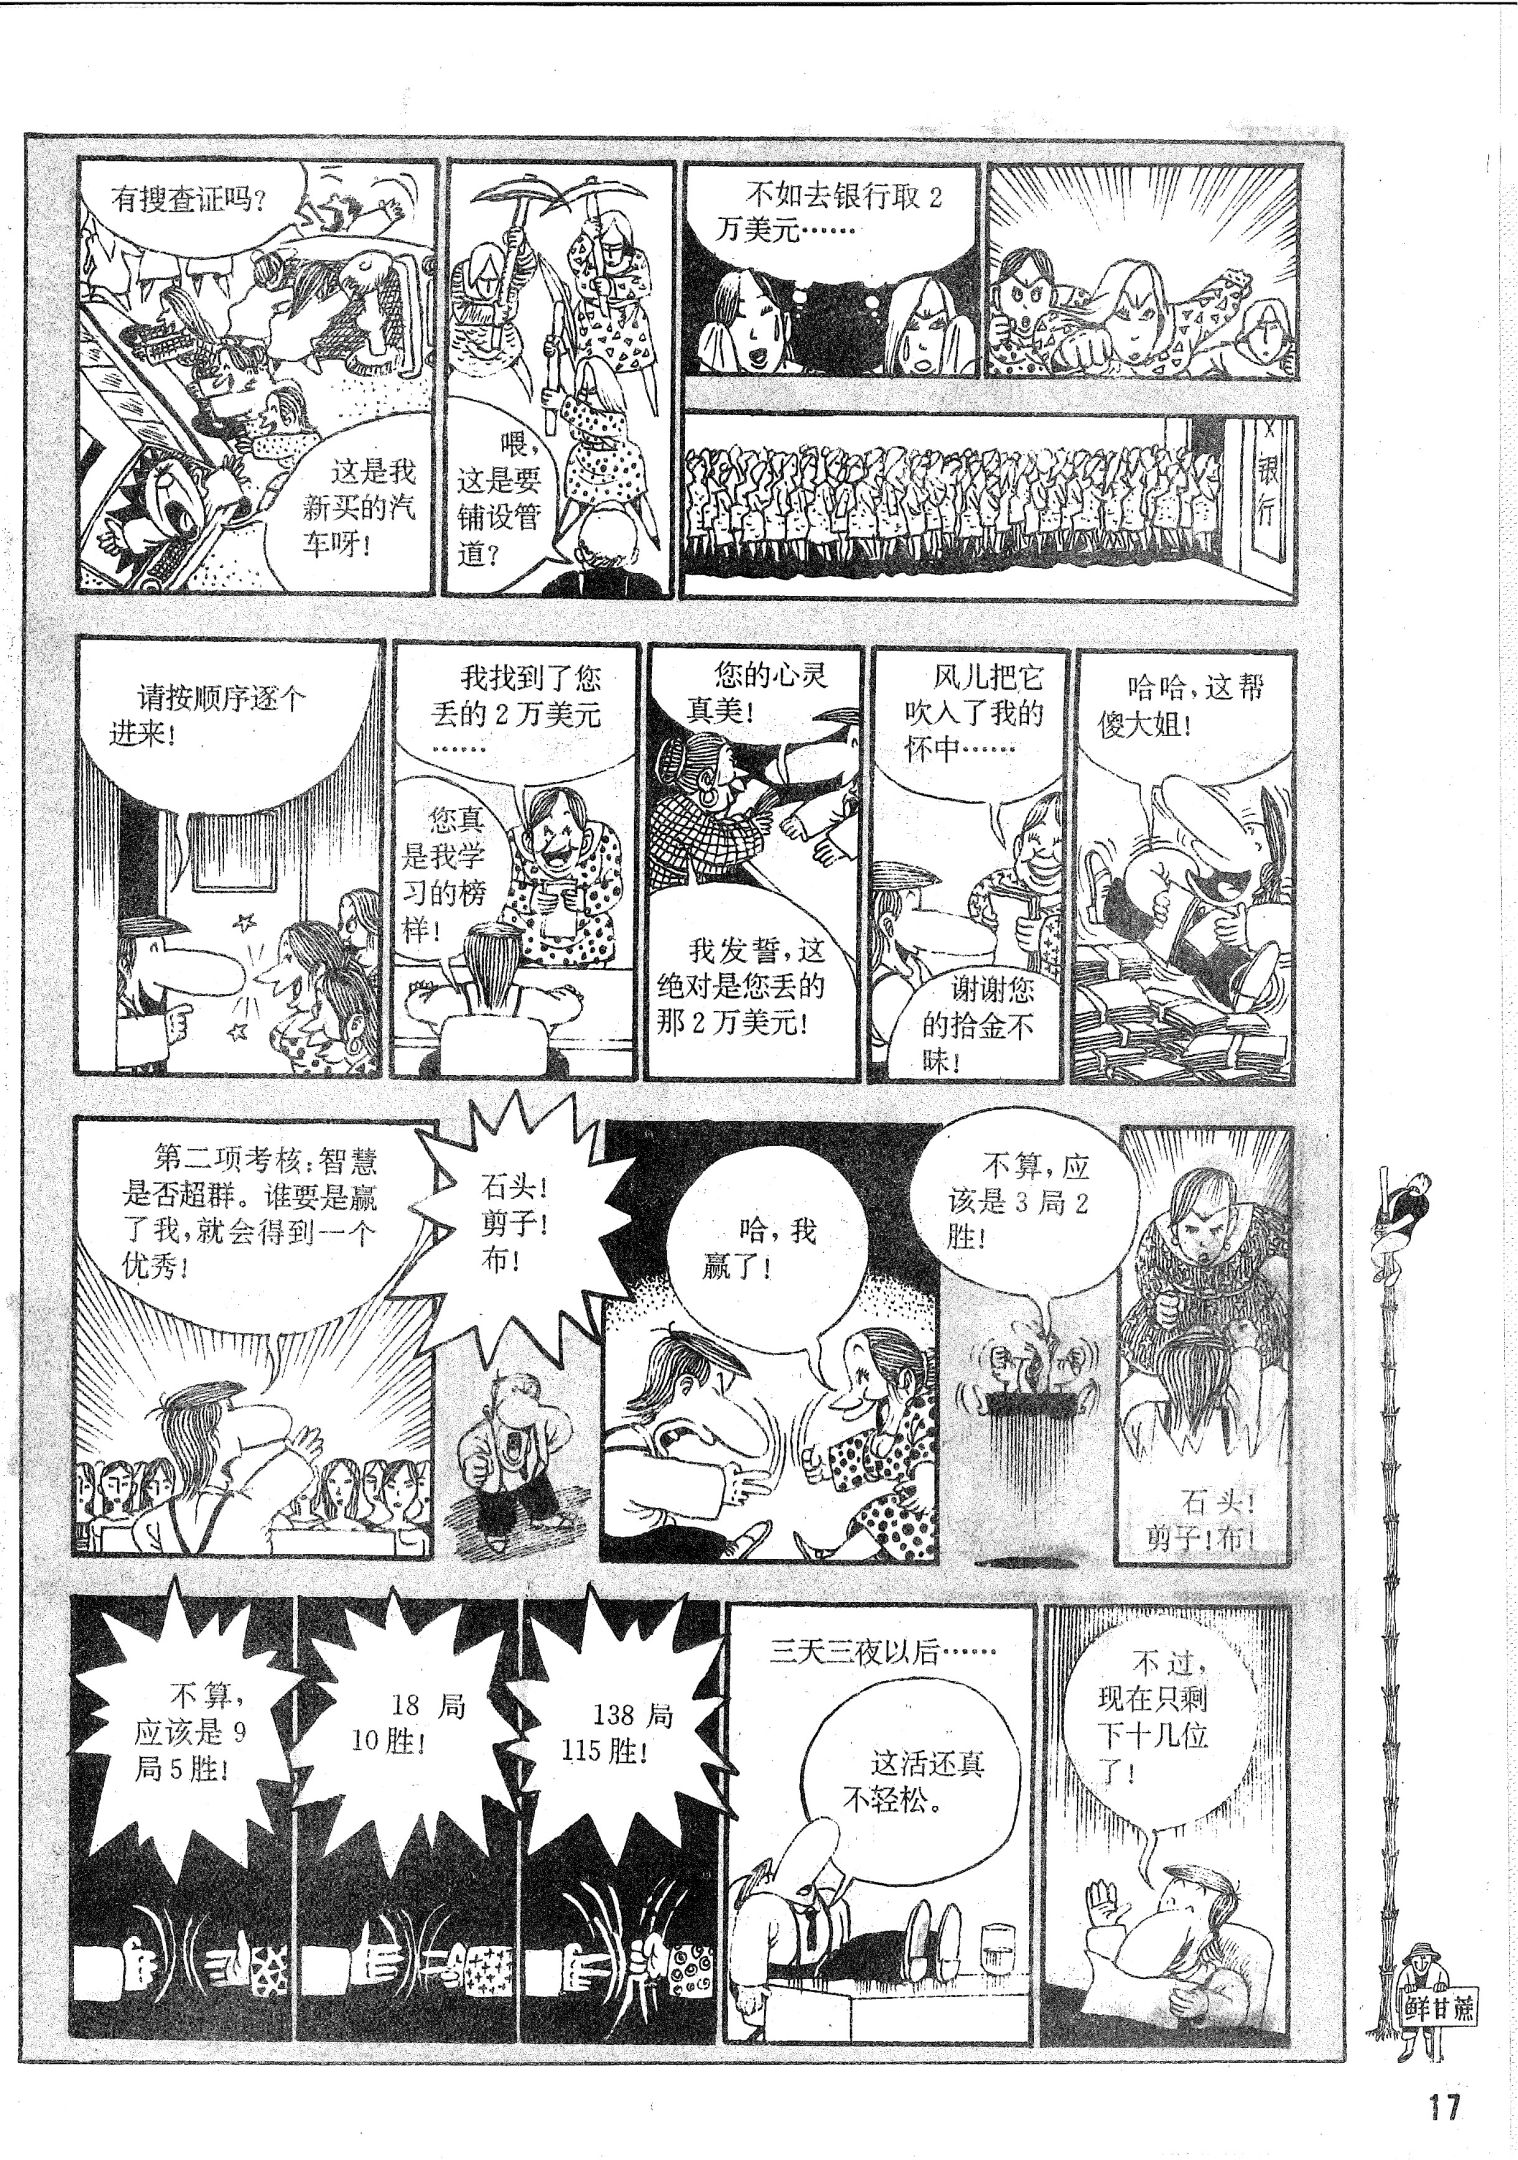 有搜查证吗?
这是我
新买的汽
车呀!
喂,
这是要
铺设管
道?
不如去银行取2
万美元……
银行
请按顺序逐个
进来!
我找到了您
丢的2万美元
……
您真
是我学
习的榜
样!
您的心灵
真美!
我发誓,这
绝对是您丢的
那2万美元!
风儿把它
吹入了我的
怀中……
谢谢您
的拾金不
昧!
哈哈,这帮
傻大姐!
第二项考核:智慧
是否超群。谁要是赢
了我,就会得到一个
优秀!
石头!
剪子!
布!
哈,我
赢了!
不算,应
该是3局2
胜!
石头!
剪子!布!
不算,
应该是9
局5胜!
18局
10胜!
138局
115胜!
三天三夜以后……
这活还真
不轻松。
不过,
现在只剩
下十几位
了!
鲜甘蔗
17